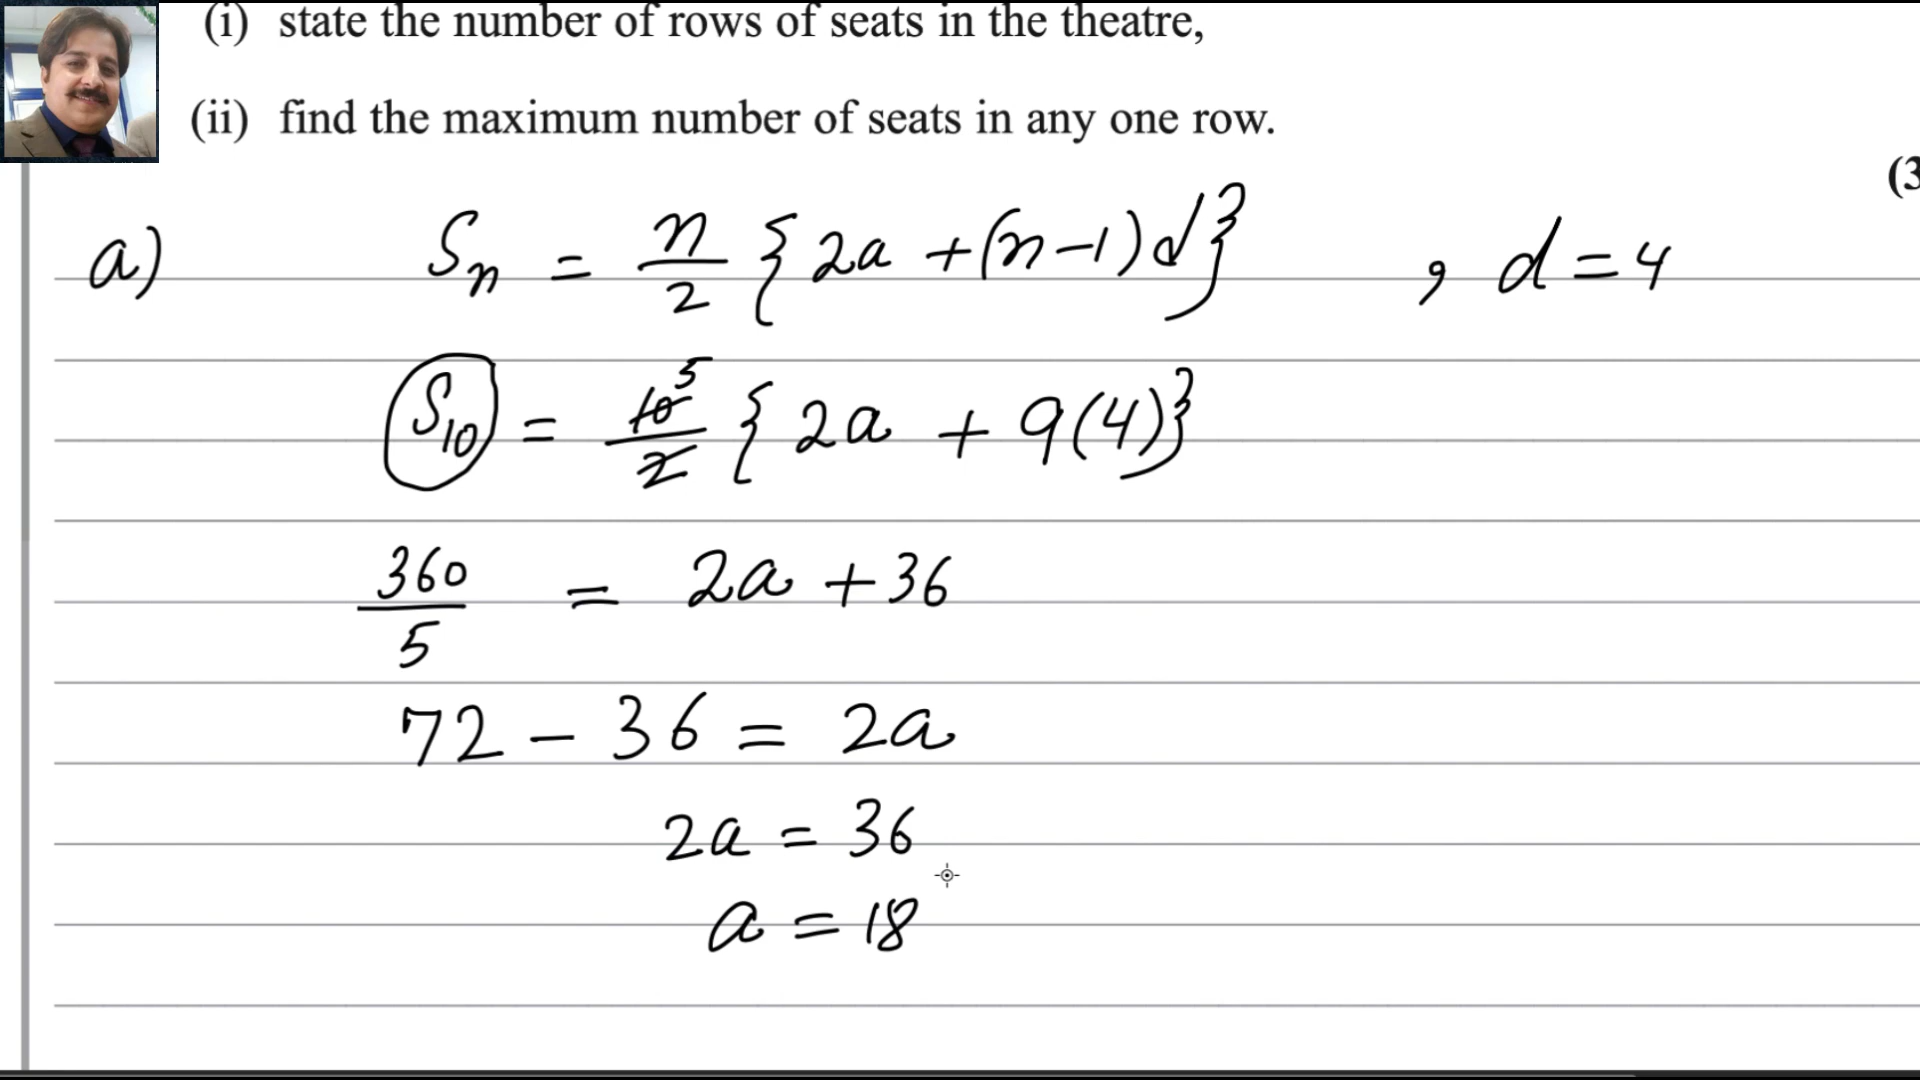 (i) state the number of rows of seats in the theatre,
(ii) find the maximum number of seats in any one row.
(3
a) Sn = n/2 {2a + (n-1)d} , d = 4
S10 = 10/2 5 {2a + 9(4)}
360/5 = 2a + 36
72 - 36 = 2a
2a = 36
a = 18